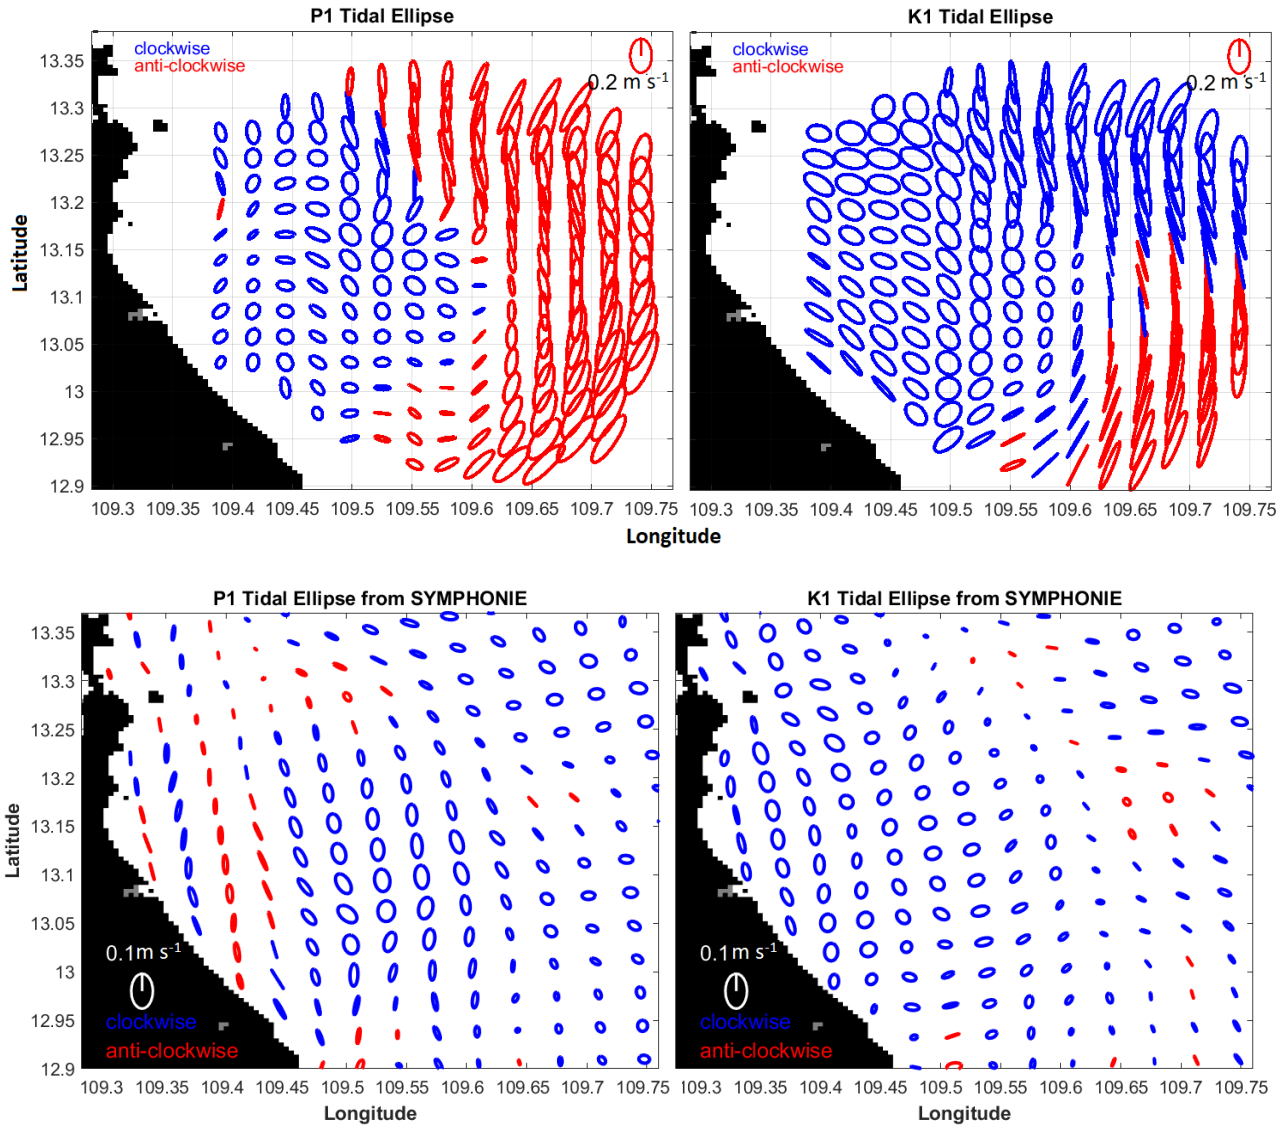 P1 Tidal Ellipse
K1 Tidal Ellipse
clockwise
anti-clockwise
0.2 m s⁻¹
clockwise
anti-clockwise
0.2 m s⁻¹
13.35
13.3
13.25
13.2
13.15
13.1
13.05
13
12.95
12.9
Latitude
109.3 109.35 109.4 109.45 109.5 109.55 109.6 109.65 109.7 109.75
109.3 109.35 109.4 109.45 109.5 109.55 109.6 109.65 109.7 109.75
Longitude
P1 Tidal Ellipse from SYMPHONIE
K1 Tidal Ellipse from SYMPHONIE
13.35
13.3
13.25
13.2
13.15
13.1
13.05
13
12.95
12.9
Latitude
0.1m s⁻¹
clockwise
anti-clockwise
0.1m s⁻¹
clockwise
anti-clockwise
109.3 109.35 109.4 109.45 109.5 109.55 109.6 109.65 109.7 109.75
109.3 109.35 109.4 109.45 109.5 109.55 109.6 109.65 109.7 109.75
Longitude
Longitude